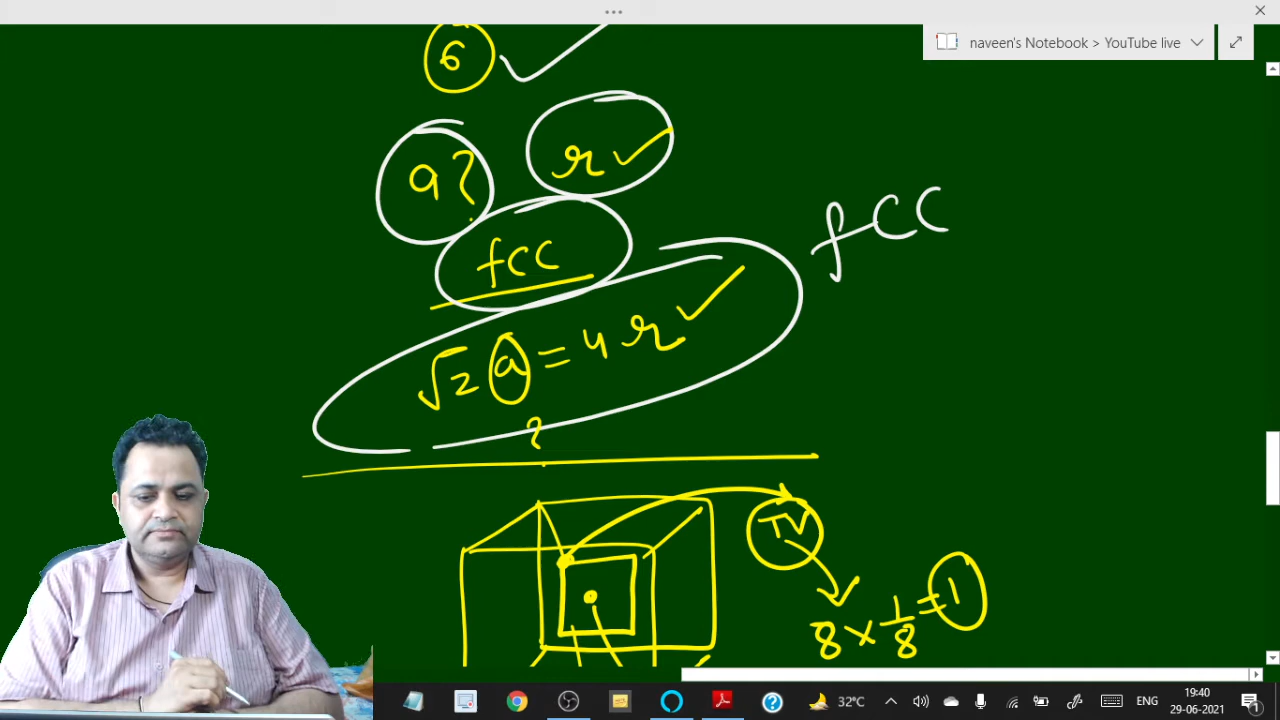 naveen's Notebook > YouTube live
6
a? r
fcc
fcc
√2 a = 4r
?
TV
8 × 1/8 = 1
32°C
ENG
19:40
29-06-2021